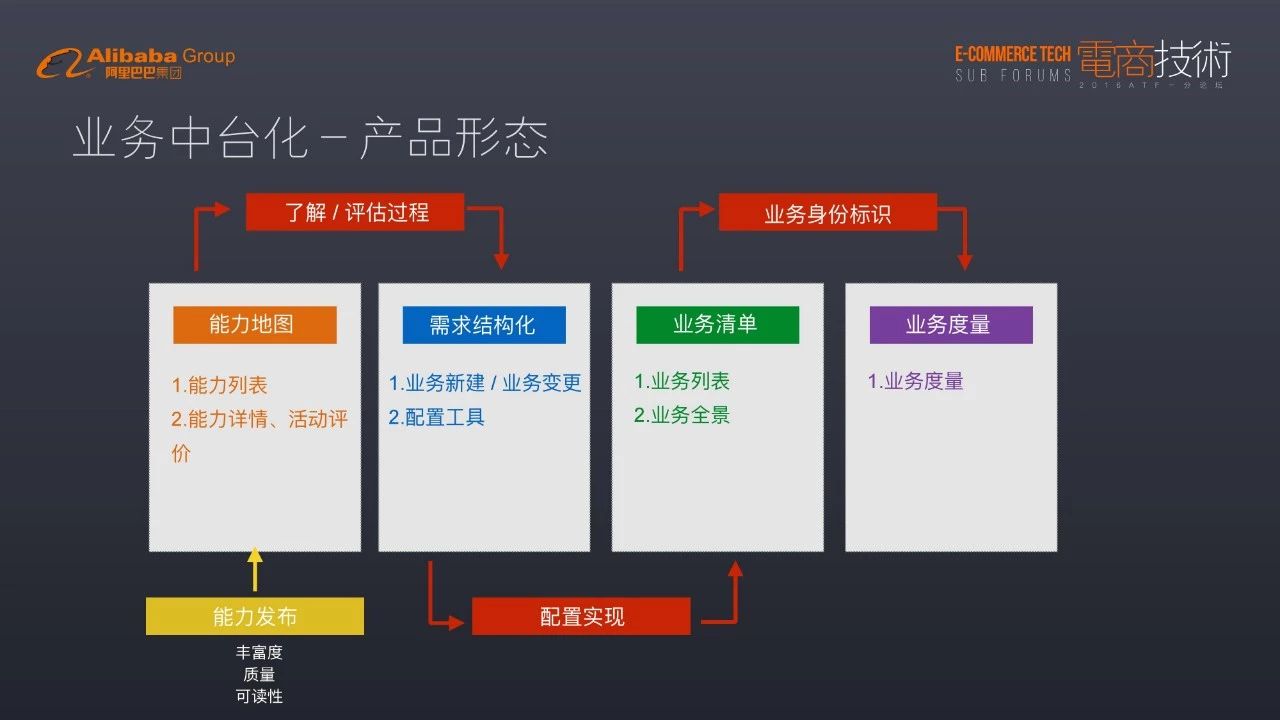 Alibaba Group
阿里巴巴集团
E-COMMERCE TECH
SUB FORUMS
電商技術
2016ATF-分论坛
业务中台化－产品形态
了解 / 评估过程
业务身份标识
能力地图
1.能力列表
2.能力详情、活动评
价
需求结构化
1.业务新建 / 业务变更
2.配置工具
业务清单
1.业务列表
2.业务全景
业务度量
1.业务度量
能力发布
丰富度
质量
可读性
配置实现